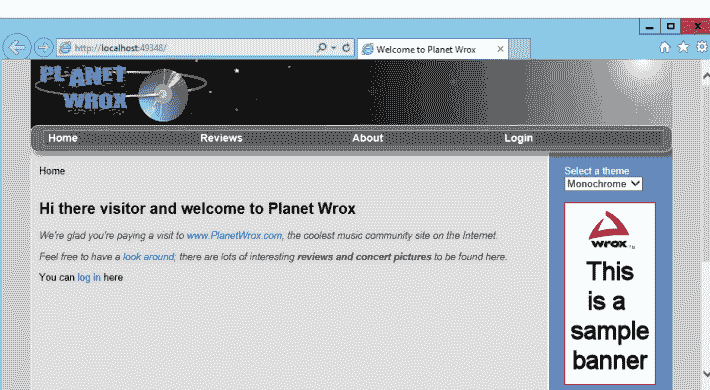 http://localhost:49348/
Welcome to Planet Wrox
PLANET
WROX
Home Reviews About Login
Home
Select a theme
Monochrome
Hi there visitor and welcome to Planet Wrox
We're glad you're paying a visit to www.PlanetWrox.com, the coolest music community site on the Internet.
Feel free to have a look around; there are lots of interesting reviews and concert pictures to be found here.
You can log in here
wrox™
This
is a
sample
banner